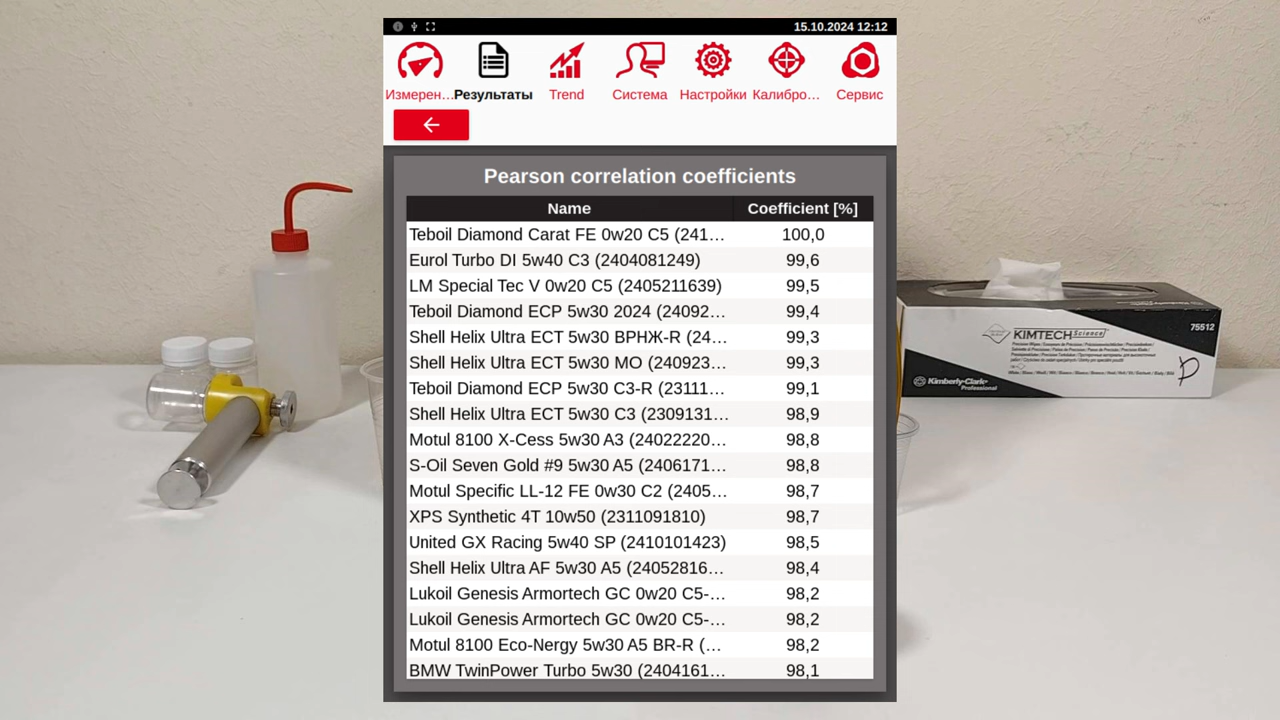 15.10.2024 12:12
Измерен... Результаты Trend Система Настройки Калибро... Сервис
Pearson correlation coefficients
Name Coefficient [%]
Teboil Diamond Carat FE 0w20 C5 (241... 100,0
Eurol Turbo DI 5w40 C3 (2404081249) 99,6
LM Special Tec V 0w20 C5 (2405211639) 99,5
Teboil Diamond ECP 5w30 2024 (24092... 99,4
Shell Helix Ultra ECT 5w30 ВРНЖ-R (24... 99,3
Shell Helix Ultra ECT 5w30 MO (240923... 99,3
Teboil Diamond ECP 5w30 C3-R (23111... 99,1
Shell Helix Ultra ECT 5w30 C3 (2309131... 98,9
Motul 8100 X-Cess 5w30 A3 (24022220... 98,8
S-Oil Seven Gold #9 5w30 A5 (2406171... 98,8
Motul Specific LL-12 FE 0w30 C2 (2405... 98,7
XPS Synthetic 4T 10w50 (2311091810) 98,7
United GX Racing 5w40 SP (2410101423) 98,5
Shell Helix Ultra AF 5w30 A5 (24052816... 98,4
Lukoil Genesis Armortech GC 0w20 C5-... 98,2
Lukoil Genesis Armortech GC 0w20 C5-... 98,2
Motul 8100 Eco-Nergy 5w30 A5 BR-R (... 98,2
BMW TwinPower Turbo 5w30 (2404161... 98,1
KIMTECH Science
75512
Kimberly-Clark
Professional